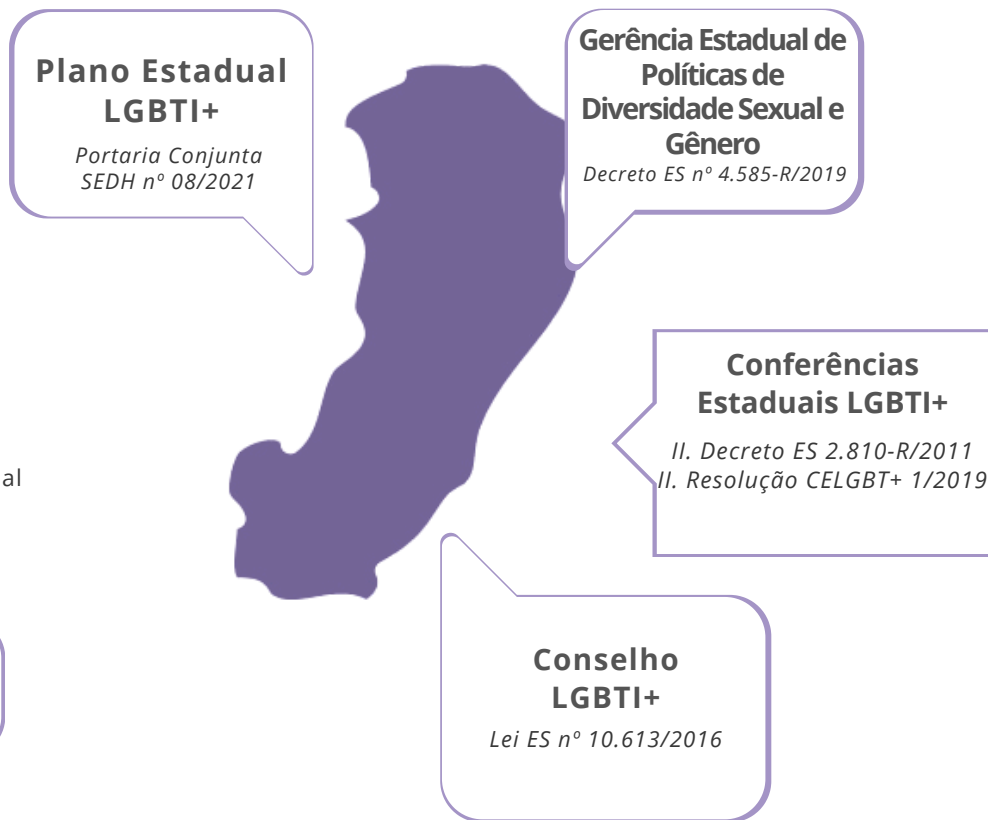 Plano Estadual
LGBTI+
Portaria Conjunta
SEDH nº 08/2021
Gerência Estadual de
Políticas de
Diversidade Sexual e
Gênero
Decreto ES nº 4.585-R/2019
Conferências
Estaduais LGBTI+
II. Decreto ES 2.810-R/2011
II. Resolução CELGBT+ 1/2019
al
Conselho
LGBTI+
Lei ES nº 10.613/2016